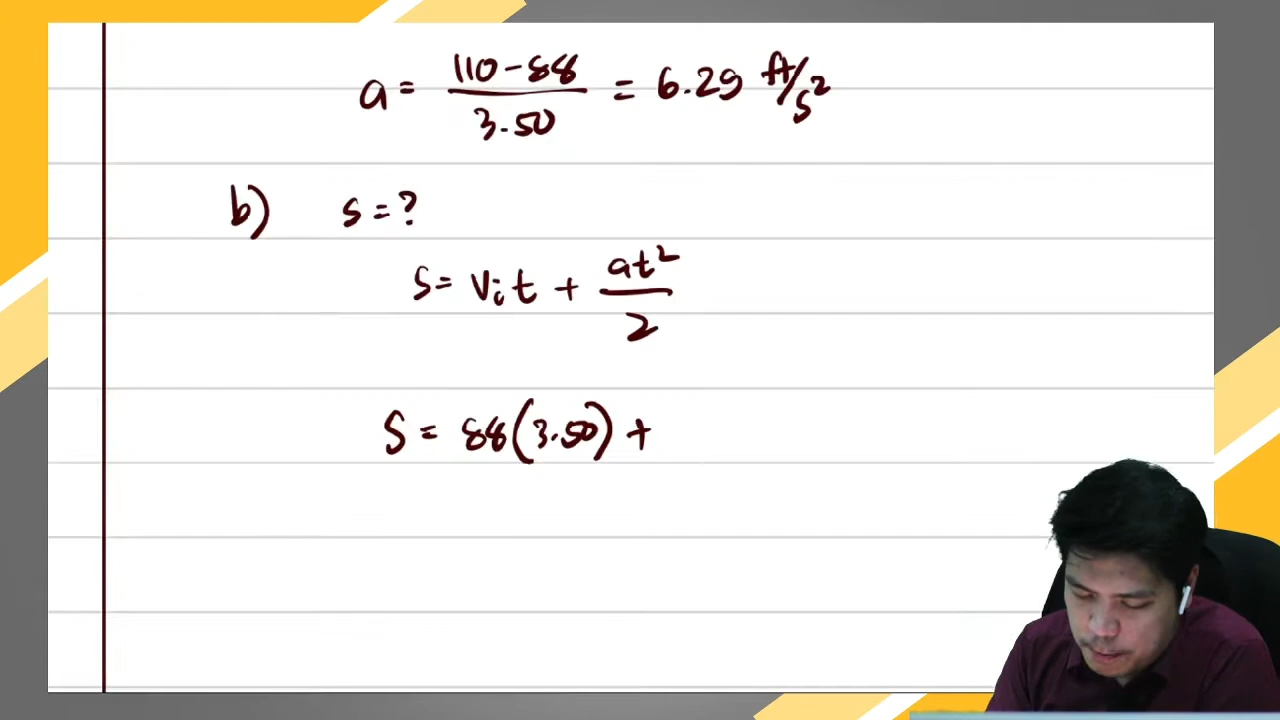 a = 110-88 / 3.50 = 6.29 ft/s²
b) s = ?
s = vᵢt + at² / 2
s = 88(3.50) +